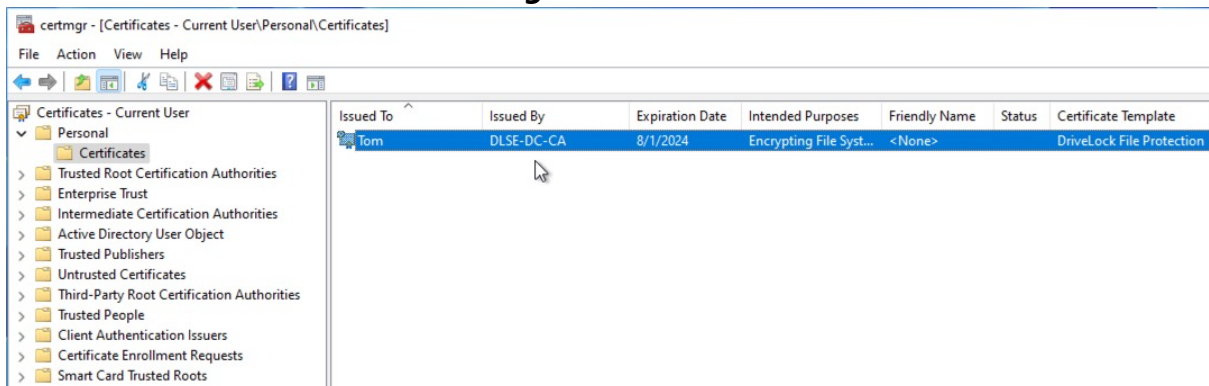 certmgr - [Certificates - Current User\Personal\Certificates]
File Action View Help
Certificates - Current User
Personal
Certificates
Trusted Root Certification Authorities
Enterprise Trust
Intermediate Certification Authorities
Active Directory User Object
Trusted Publishers
Untrusted Certificates
Third-Party Root Certification Authorities
Trusted People
Client Authentication Issuers
Certificate Enrollment Requests
Smart Card Trusted Roots
Issued To Issued By Expiration Date Intended Purposes Friendly Name Status Certificate Template
Tom DLSE-DC-CA 8/1/2024 Encrypting File Syst... <None> DriveLock File Protection